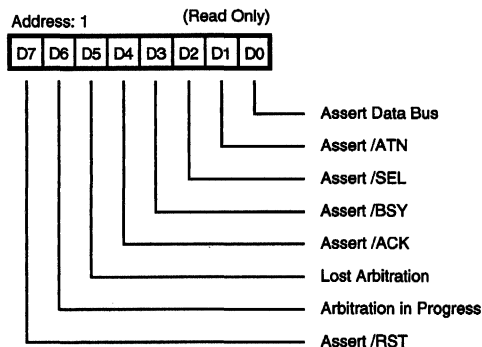 Address: 1 (Read Only)
D7 D6 D5 D4 D3 D2 D1 D0
Assert Data Bus
Assert /ATN
Assert /SEL
Assert /BSY
Assert /ACK
Lost Arbitration
Arbitration in Progress
Assert /RST